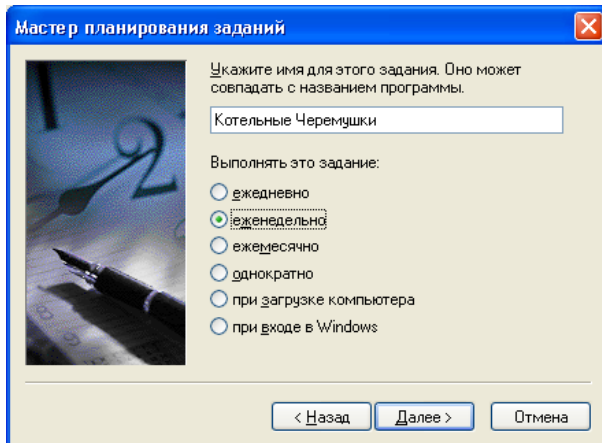 Мастер планирования заданий
Укажите имя для этого задания. Оно может
совпадать с названием программы.
Котельные Черемушки
Выполнять это задание:
ежедневно
еженедельно
ежемесячно
однократно
при загрузке компьютера
при входе в Windows
< Назад
Далее >
Отмена